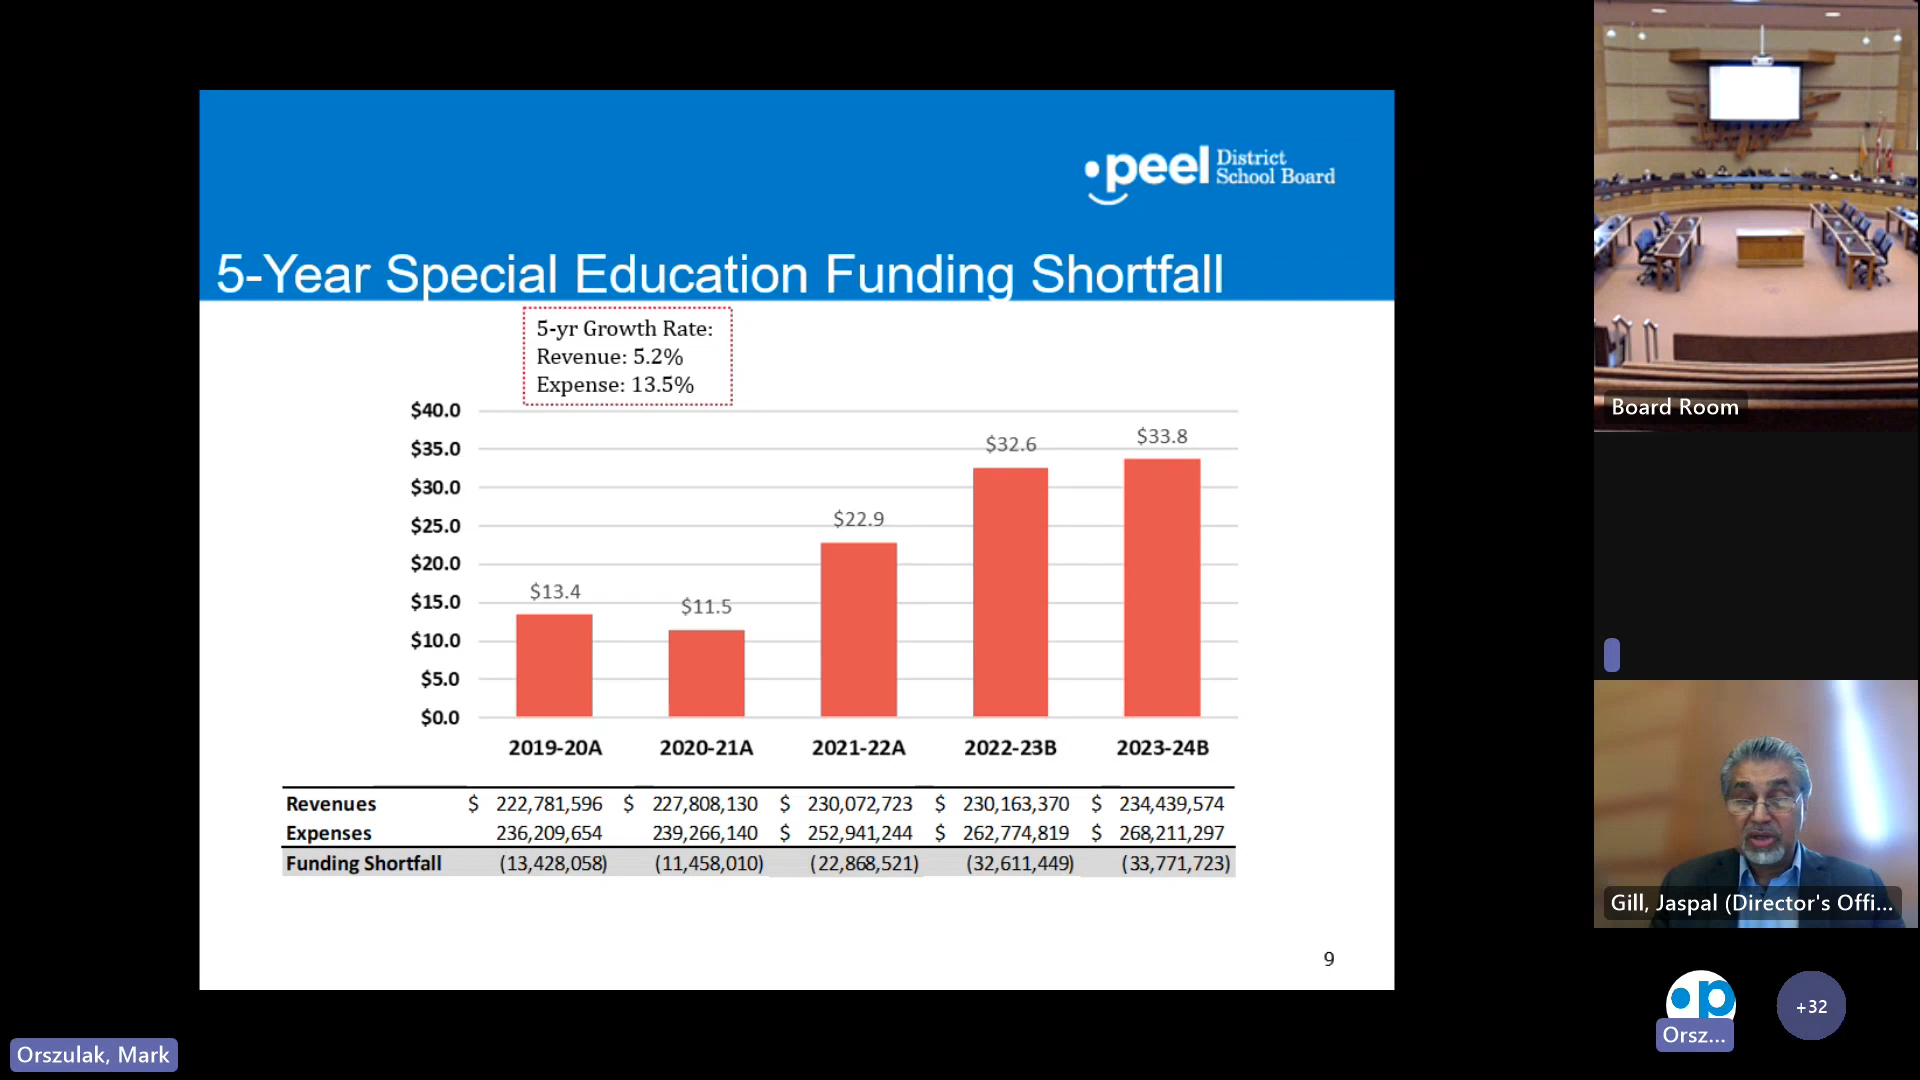 peel District
School Board
5-Year Special Education Funding Shortfall
5-yr Growth Rate:
Revenue: 5.2%
Expense: 13.5%
$40.0
$35.0
$30.0
$25.0
$20.0
$15.0
$10.0
$5.0
$0.0
$13.4
$11.5
$22.9
$32.6
$33.8
2019-20A 2020-21A 2021-22A 2022-23B 2023-24B
Revenues $ 222,781,596 $ 227,808,130 $ 230,072,723 $ 230,163,370 $ 234,439,574
Expenses 236,209,654 239,266,140 $ 252,941,244 $ 262,774,819 $ 268,211,297
Funding Shortfall (13,428,058) (11,458,010) (22,868,521) (32,611,449) (33,771,723)
9
Board Room
Gill, Jaspal (Director's Offi...
p
Orsz...
+32
Orszulak, Mark